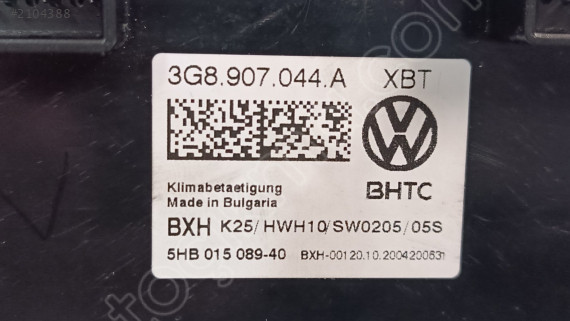 2104388
3G8.907.044.A XBT
BHTC
Klimabetaetigung
Made in Bulgaria
BXH K25/HWH10/SW0205/05S
5HB 015 089-40 BXH-00120.10.2004200631